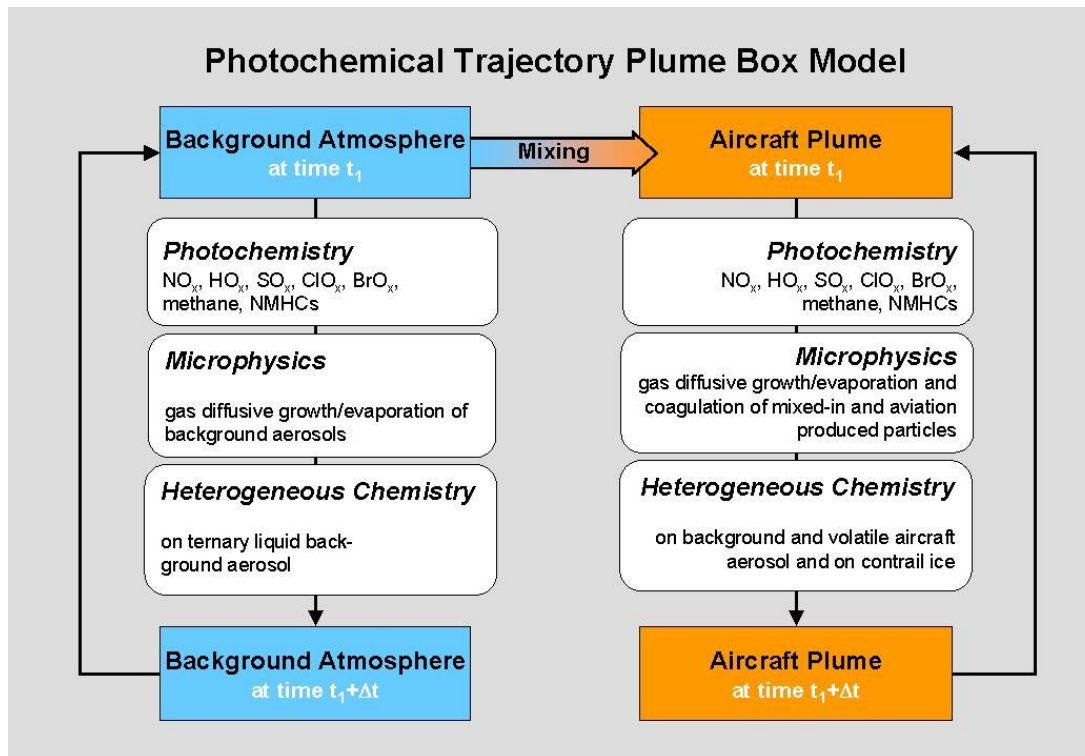 Photochemical Trajectory Plume Box Model
Background Atmosphere
at time t₁
Mixing
Aircraft Plume
at time t₁
Photochemistry
NOₓ, HOₓ, SOₓ, ClOₓ, BrOₓ,
methane, NMHCs
Microphysics
gas diffusive growth/evaporation of
background aerosols
Heterogeneous Chemistry
on ternary liquid back-
ground aerosol
Background Atmosphere
at time t₁+Δt
Photochemistry
NOₓ, HOₓ, SOₓ, ClOₓ, BrOₓ,
methane, NMHCs
Microphysics
gas diffusive growth/evaporation and
coagulation of mixed-in and aviation
produced particles
Heterogeneous Chemistry
on background and volatile aircraft
aerosol and on contrail ice
Aircraft Plume
at time t₁+Δt